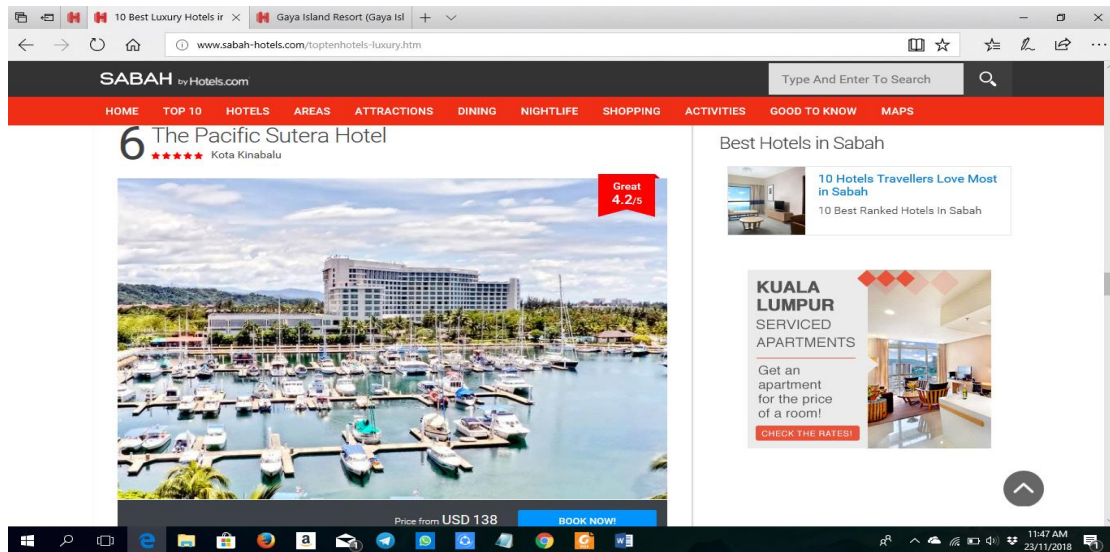 10 Best Luxury Hotels ir
Gaya Island Resort (Gaya Isl
www.sabah-hotels.com/toptenhotels-luxury.htm
SABAH by Hotels.com
Type And Enter To Search
HOME TOP 10 HOTELS AREAS ATTRACTIONS DINING NIGHTLIFE SHOPPING ACTIVITIES GOOD TO KNOW MAPS
6 The Pacific Sutera Hotel
Kota Kinabalu
Great
4.2/5
Price from USD 138
BOOK NOW!
Best Hotels in Sabah
10 Hotels Travellers Love Most
in Sabah
10 Best Ranked Hotels In Sabah
KUALA
LUMPUR
SERVICED
APARTMENTS
Get an
apartment
for the price
of a room!
CHECK THE RATES!
11:47 AM
23/11/2018